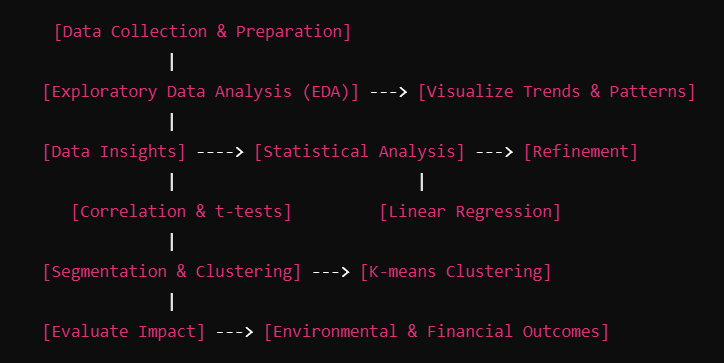 [Data Collection & Preparation]
|
[Exploratory Data Analysis (EDA)] ---> [Visualize Trends & Patterns]
|
[Data Insights] ----> [Statistical Analysis] ---> [Refinement]
| |
[Correlation & t-tests] [Linear Regression]
|
[Segmentation & Clustering] ---> [K-means Clustering]
|
[Evaluate Impact] ---> [Environmental & Financial Outcomes]